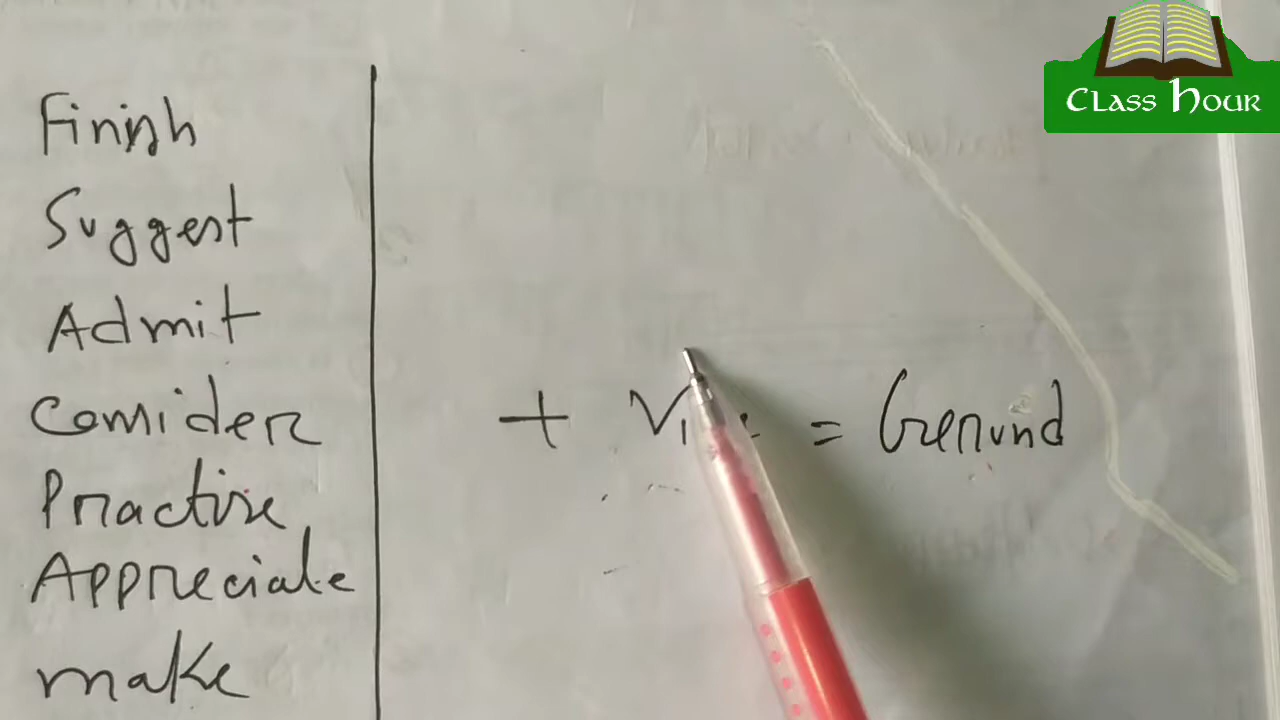 CLASS HOUR
Finish
Suggest
Admit
Consider
+ = Gerund
Practise
Appreciate
make